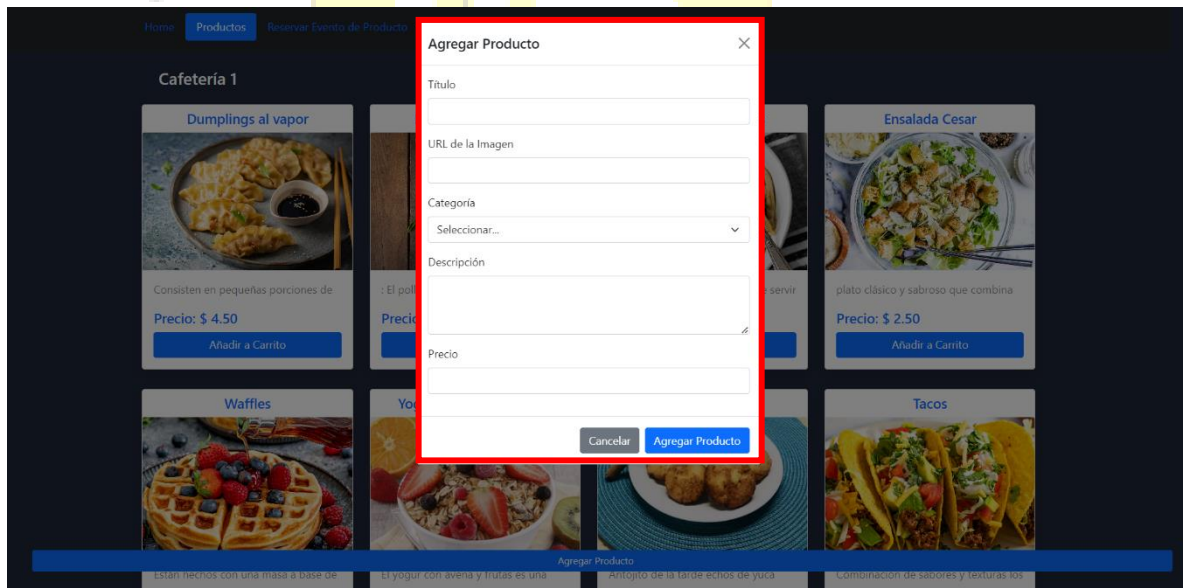 Home Productos Reservar Evento de Producto
Agregar Producto
Título
URL de la Imagen
Categoría
Seleccionar...
Descripción
Precio
Cancelar Agregar Producto
Cafetería 1
Dumplings al vapor
Consisten en pequeñas porciones de
Precio: $ 4.50
Añadir a Carrito
: El
servir
Ensalada Cesar
plato clásico y sabroso que combina
Precio: $ 2.50
Añadir a Carrito
Waffles
Están hechos con una masa a base de
El yogur con avena y frutas es una
Antojito de la tarde echos de yuca
Tacos
Combinación de sabores y texturas los
Agregar Producto